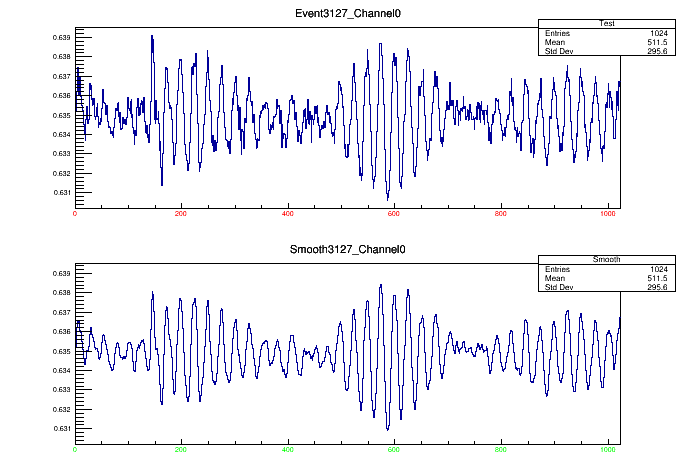 Event3127_Channel0
Test
Entries 1024
Mean 511.5
Std Dev 295.6
0.639
0.638
0.637
0.636
0.635
0.634
0.633
0.632
0.631
0 200 400 600 800 1000
Smooth3127_Channel0
Smooth
Entries 1024
Mean 511.5
Std Dev 295.6
0.639
0.638
0.637
0.636
0.635
0.634
0.633
0.632
0.631
0 200 400 600 800 1000